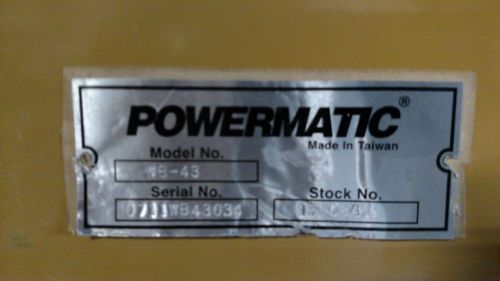 POWERMATIC®
Made In Taiwan
Model No.
WB-43
Serial No.
Stock No.